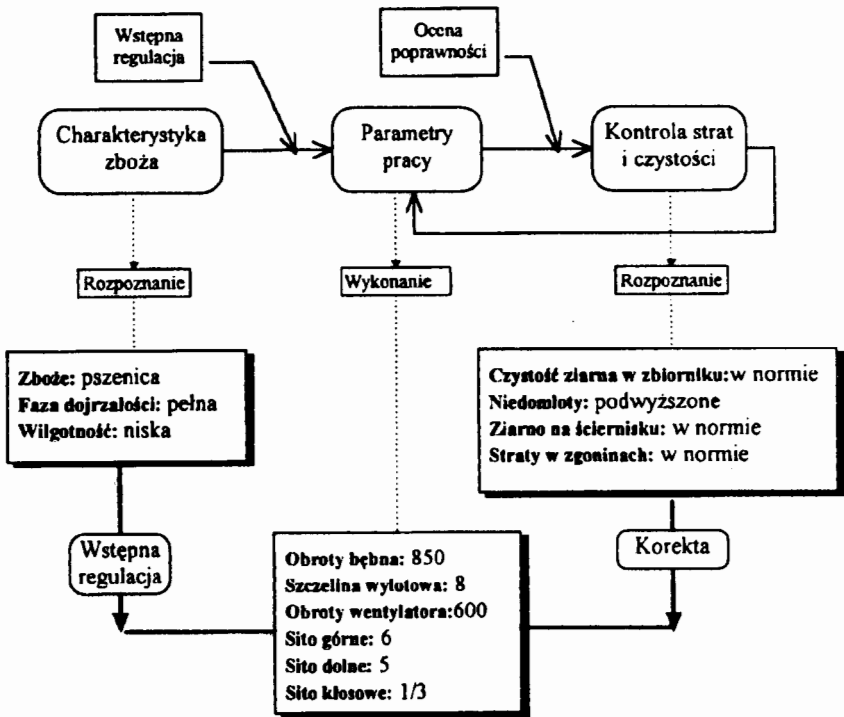 Wstępna
regulacja
Ocena
poprawności
Charakterystyka
zboża
Parametry
pracy
Kontrola strat
i czystości
Rozpoznanie
Wykonanie
Rozpoznanie
Zboże: pszenica
Faza dojrzałości: pełna
Wilgotność: niska
Czystość ziarna w zbiorniku:w normie
Niedomłoty: podwyższone
Ziarno na ściernisku: w normie
Straty w zgoninach: w normie
Wstępna
regulacja
Korekta
Obroty bębna: 850
Szczelina wylotowa: 8
Obroty wentylatora:600
Sito górne: 6
Sito dolne: 5
Sito kłosowe: 1/3